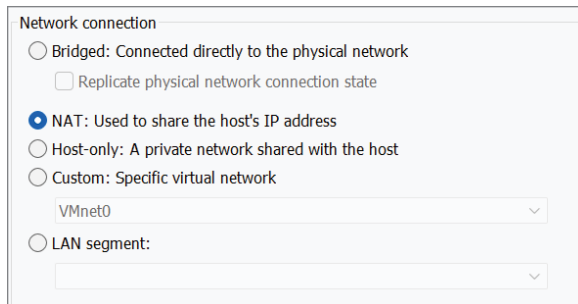 Network connection
Bridged: Connected directly to the physical network
Replicate physical network connection state
NAT: Used to share the host's IP address
Host-only: A private network shared with the host
Custom: Specific virtual network
VMnet0
LAN segment: